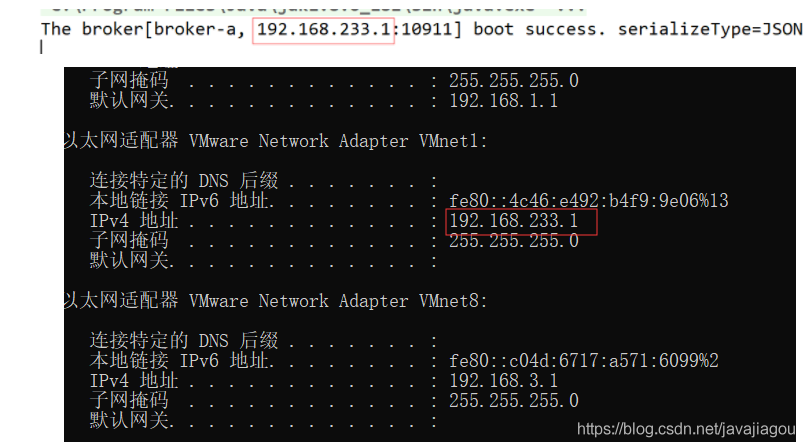 The broker[broker-a, 192.168.233.1:10911] boot success. serializeType=JSON
子网掩码 . . . . . . . . . . . . : 255.255.255.0
默认网关. . . . . . . . . . . . . : 192.168.1.1
以太网适配器 VMware Network Adapter VMnet1:
连接特定的 DNS 后缀 . . . . . . . :
本地链接 IPv6 地址. . . . . . . . : fe80::4c46:e492:b4f9:9e06%13
IPv4 地址 . . . . . . . . . . . . : 192.168.233.1
子网掩码 . . . . . . . . . . . . : 255.255.255.0
默认网关. . . . . . . . . . . . . :
以太网适配器 VMware Network Adapter VMnet8:
连接特定的 DNS 后缀 . . . . . . . :
本地链接 IPv6 地址. . . . . . . . : fe80::c04d:6717:a571:6099%2
IPv4 地址 . . . . . . . . . . . . : 192.168.3.1
子网掩码 . . . . . . . . . . . . : 255.255.255.0
默认网关. . . . . . . . . . . . . :
https://blog.csdn.net/javajiagou